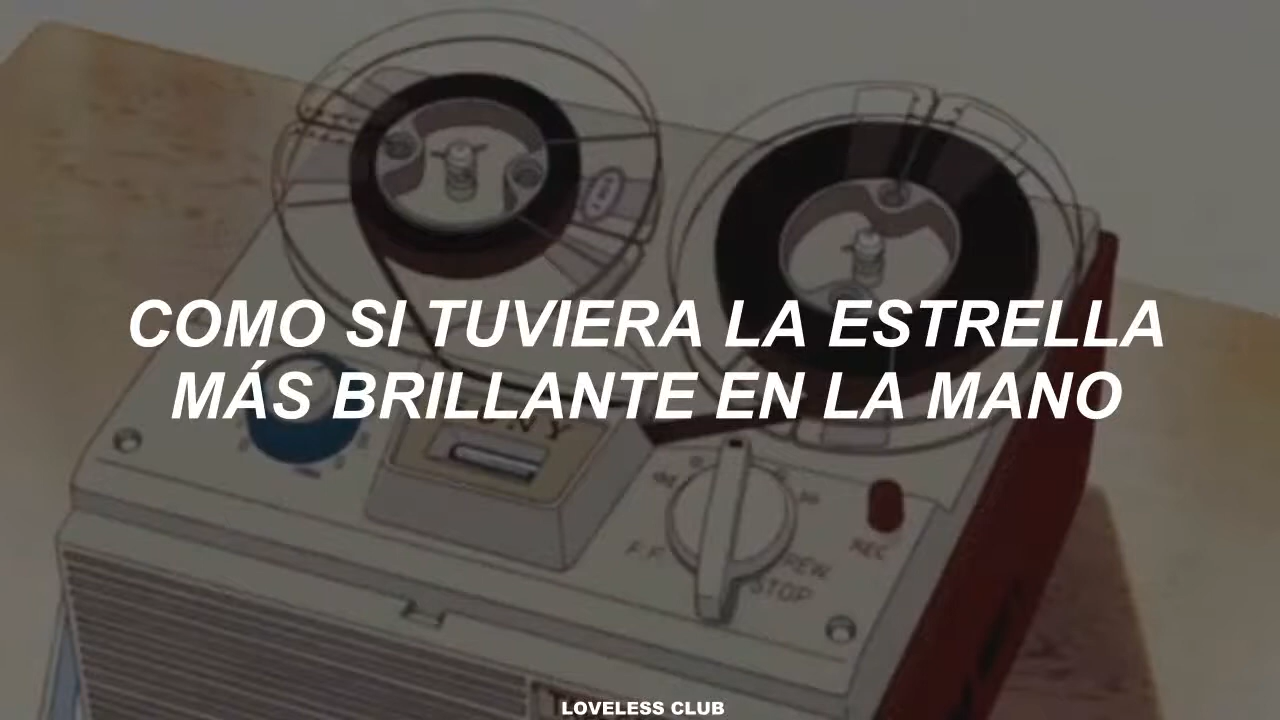 COMO SI TUVIERA LA ESTRELLA
MÁS BRILLANTE EN LA MANO
F.F.
REW
STOP
REC
LOVELESS CLUB